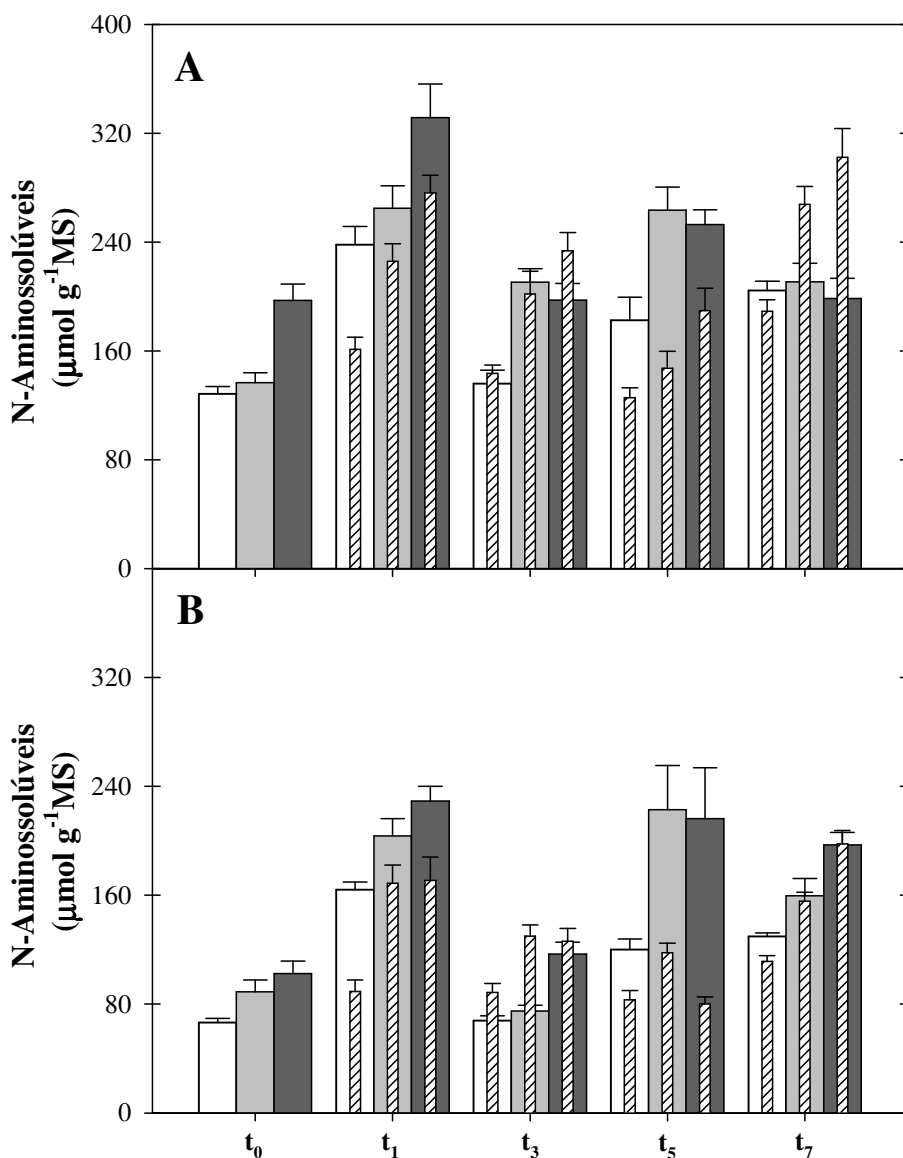 400
A
320
240
160
80
0
N-Aminossolúveis
(μmol g⁻¹MS)
B
320
240
160
80
0
N-Aminossolúveis
(μmol g⁻¹MS)
t₀ t₁ t₃ t₅ t₇